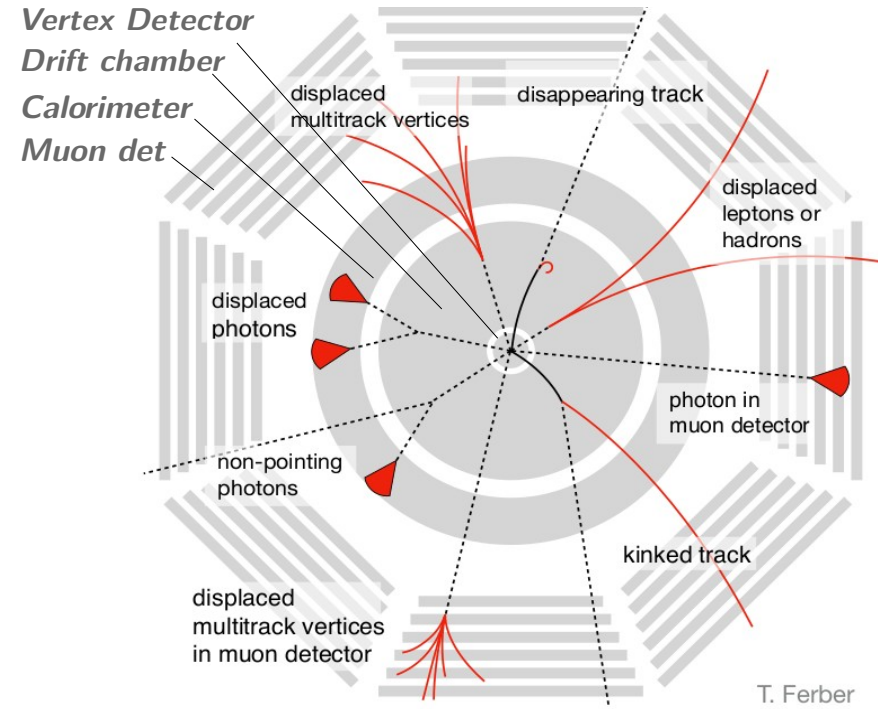 Vertex Detector
Drift chamber
Calorimeter
Muon det
displaced
multitrack vertices
disappearing track
displaced
leptons or
hadrons
displaced
photons
photon in
muon detector
non-pointing
photons
kinked track
displaced
multitrack vertices
in muon detector
T. Ferber